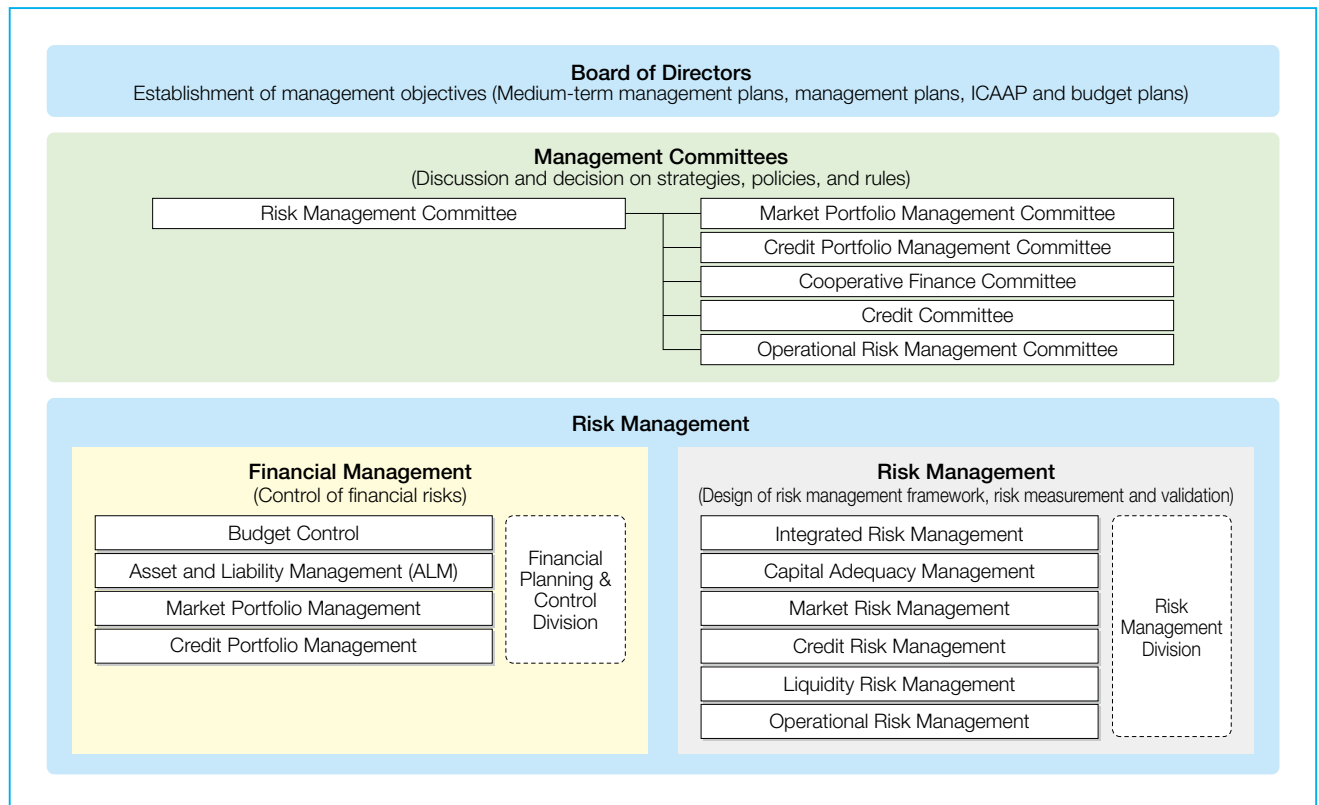 Board of Directors
Establishment of management objectives (Medium-term management plans, management plans, ICAAP and budget plans)
Management Committees
(Discussion and decision on strategies, policies, and rules)
Risk Management Committee
Market Portfolio Management Committee
Credit Portfolio Management Committee
Cooperative Finance Committee
Credit Committee
Operational Risk Management Committee
Risk Management
Financial Management
(Control of financial risks)
Budget Control
Asset and Liability Management (ALM)
Market Portfolio Management
Credit Portfolio Management
Financial
Planning &
Control
Division
Risk Management
(Design of risk management framework, risk measurement and validation)
Integrated Risk Management
Capital Adequacy Management
Market Risk Management
Credit Risk Management
Liquidity Risk Management
Operational Risk Management
Risk
Management
Division